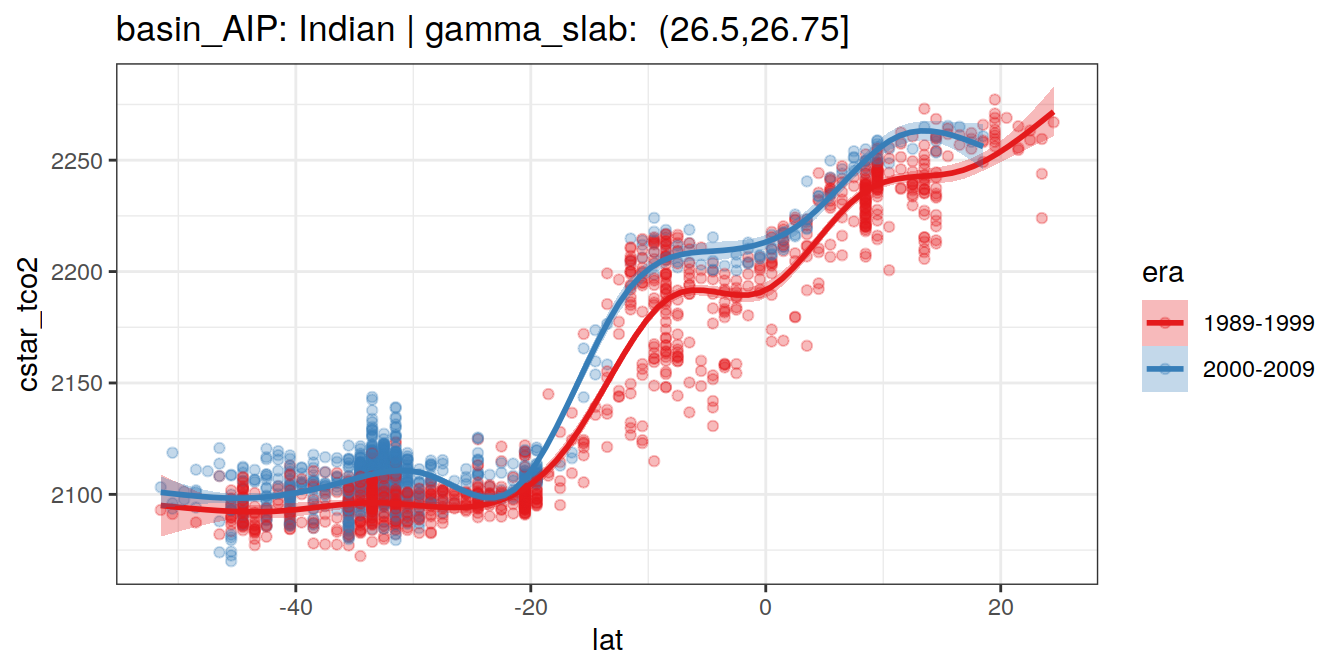 basin_AIP: Indian | gamma_slab:  (26.5,26.75]
cstar_tco2
2250
2200
2150
2100
-40
-20
0
20
lat
era
1989-1999
2000-2009